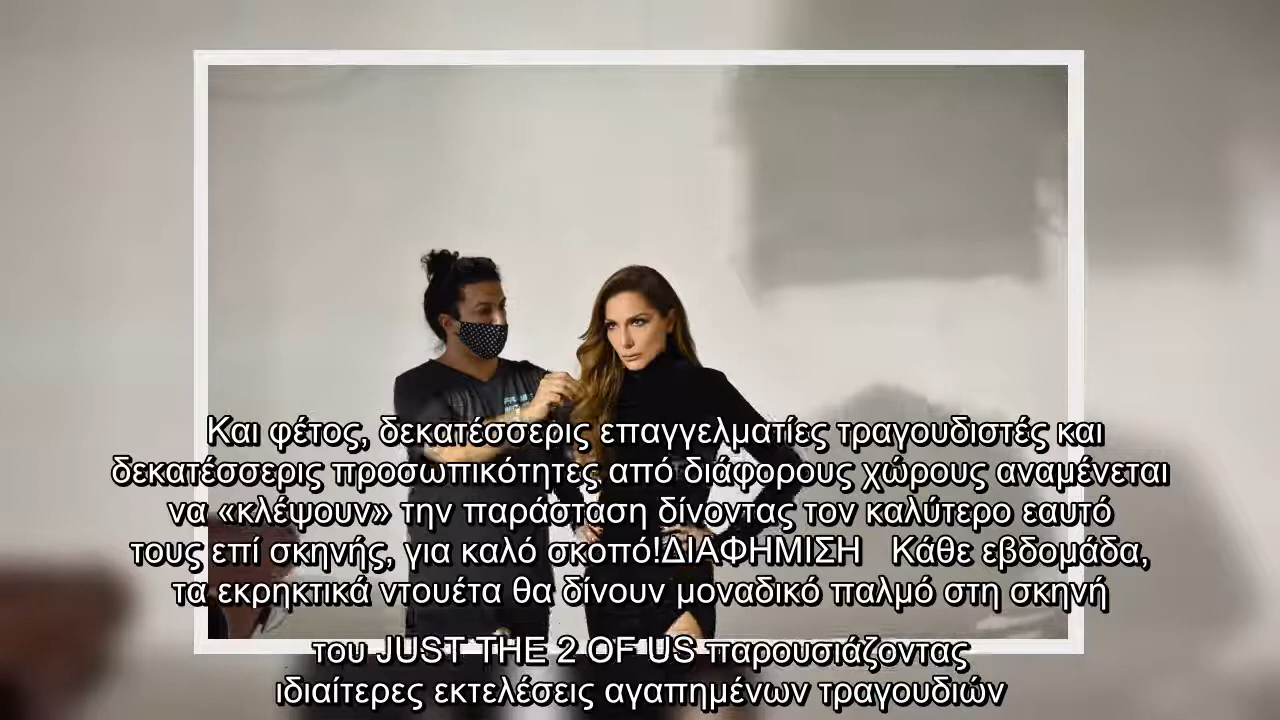 Και φέτος, δεκατέσσερις επαγγελματίες τραγουδιστές και
δεκατέσσερις προσωπικότητες από διάφορους χώρους αναμένεται
να «κλέψουν» την παράσταση δίνοντας τον καλύτερο εαυτό
τους επί σκηνής, για καλό σκοπό!ΔΙΑΦΗΜΙΣΗ   Κάθε εβδομάδα,
τα εκρηκτικά ντουέτα θα δίνουν μοναδικό παλμό στη σκηνή
του JUST THE 2 OF US παρουσιάζοντας
ιδιαίτερες εκτελέσεις αγαπημένων τραγουδιών